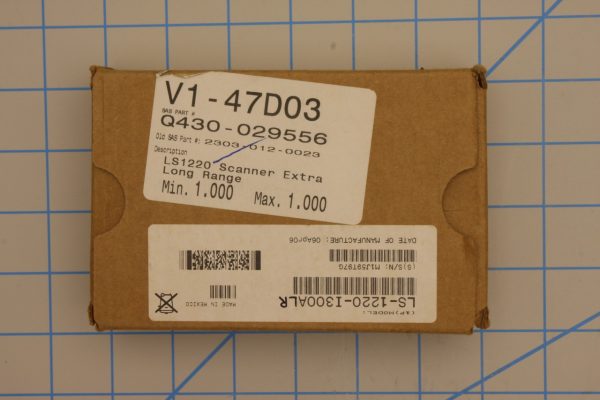 V1-47D03
SAS PART #
Q430-029556
Old SAS Part #: 2303-012-0023
Description
LS1220 Scanner Extra
Long Range
Min. 1.000 Max. 1.000
(1P)MODEL:
LS-1220-I300ALR
(S)S/N: M1J59T97G
DATE OF MANUFACTURE: 06Apr06
MADE IN MEXICO